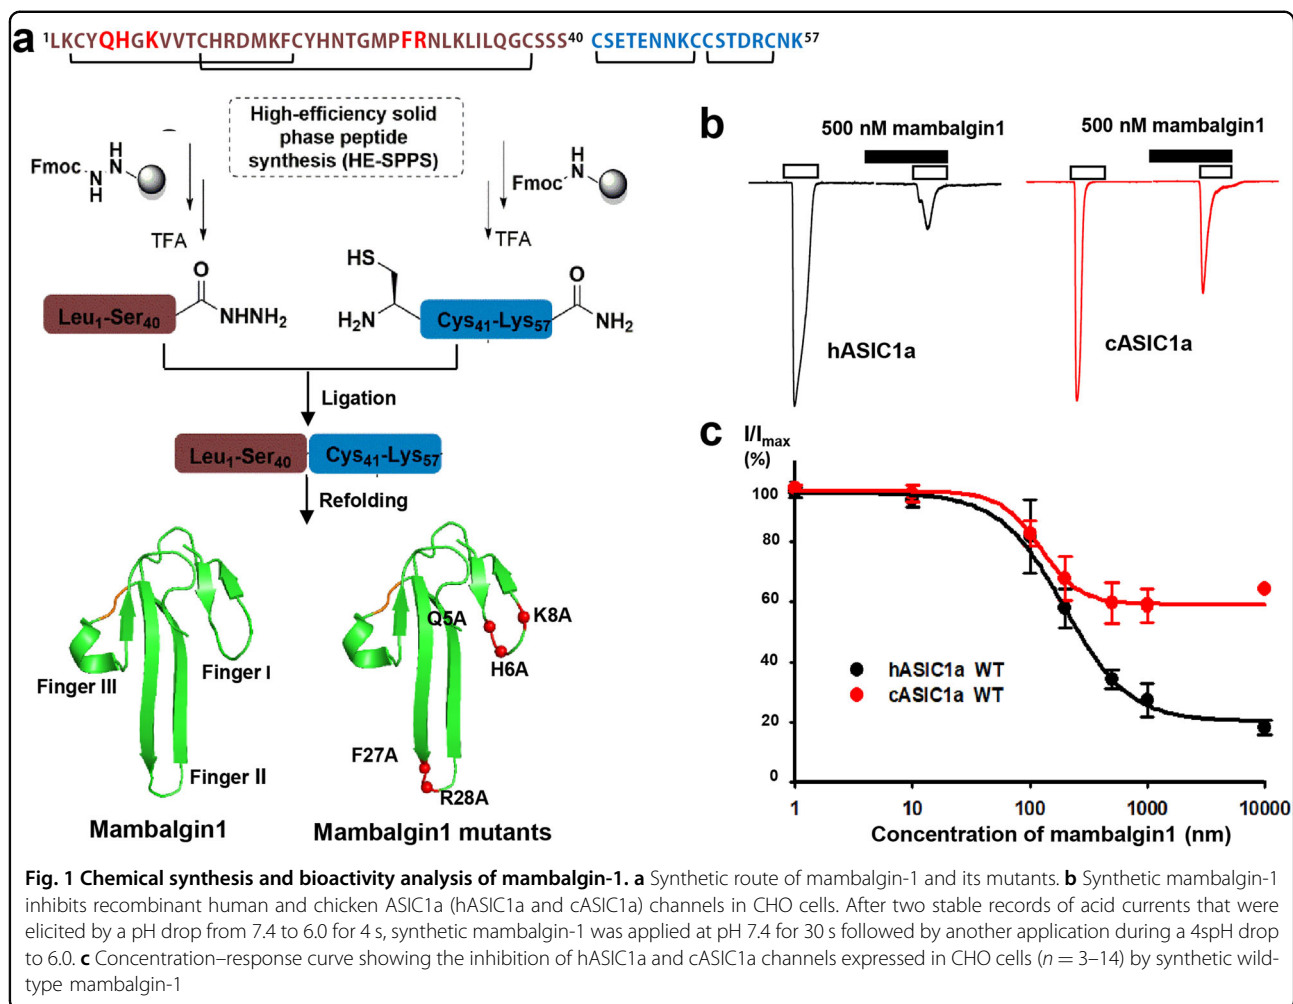 a
¹LKCYQHGKVVTCHRDMKFCYHNTGMPFRNLKLILQGCSSS⁴⁰ CSETENNKCCSTDRCNK⁵⁷
High-efficiency solid
phase peptide
synthesis (HE-SPPS)
Fmoc
H
N
N
H
TFA
Fmoc
H
N
TFA
O
Leu₁-Ser₄₀
NHNH₂
HS
H₂N
Cys₄₁-Lys₅₇
O
NH₂
Ligation
Leu₁-Ser₄₀
Cys₄₁-Lys₅₇
Refolding
Finger III
Finger I
Finger II
Mambalgin1
Q5A
K8A
H6A
F27A
R28A
Mambalgin1 mutants
b
500 nM mambalgin1
500 nM mambalgin1
hASIC1a
cASIC1a
c
I/Imax
(%)
100
80
60
40
20
0
hASIC1a WT
cASIC1a WT
1
10
100
1000
10000
Concentration of mambalgin1 (nm)
Fig. 1 Chemical synthesis and bioactivity analysis of mambalgin-1. a Synthetic route of mambalgin-1 and its mutants. b Synthetic mambalgin-1
inhibits recombinant human and chicken ASIC1a (hASIC1a and cASIC1a) channels in CHO cells. After two stable records of acid currents that were
elicited by a pH drop from 7.4 to 6.0 for 4 s, synthetic mambalgin-1 was applied at pH 7.4 for 30 s followed by another application during a 4spH drop
to 6.0. c Concentration–response curve showing the inhibition of hASIC1a and cASIC1a channels expressed in CHO cells (n = 3–14) by synthetic wild-
type mambalgin-1